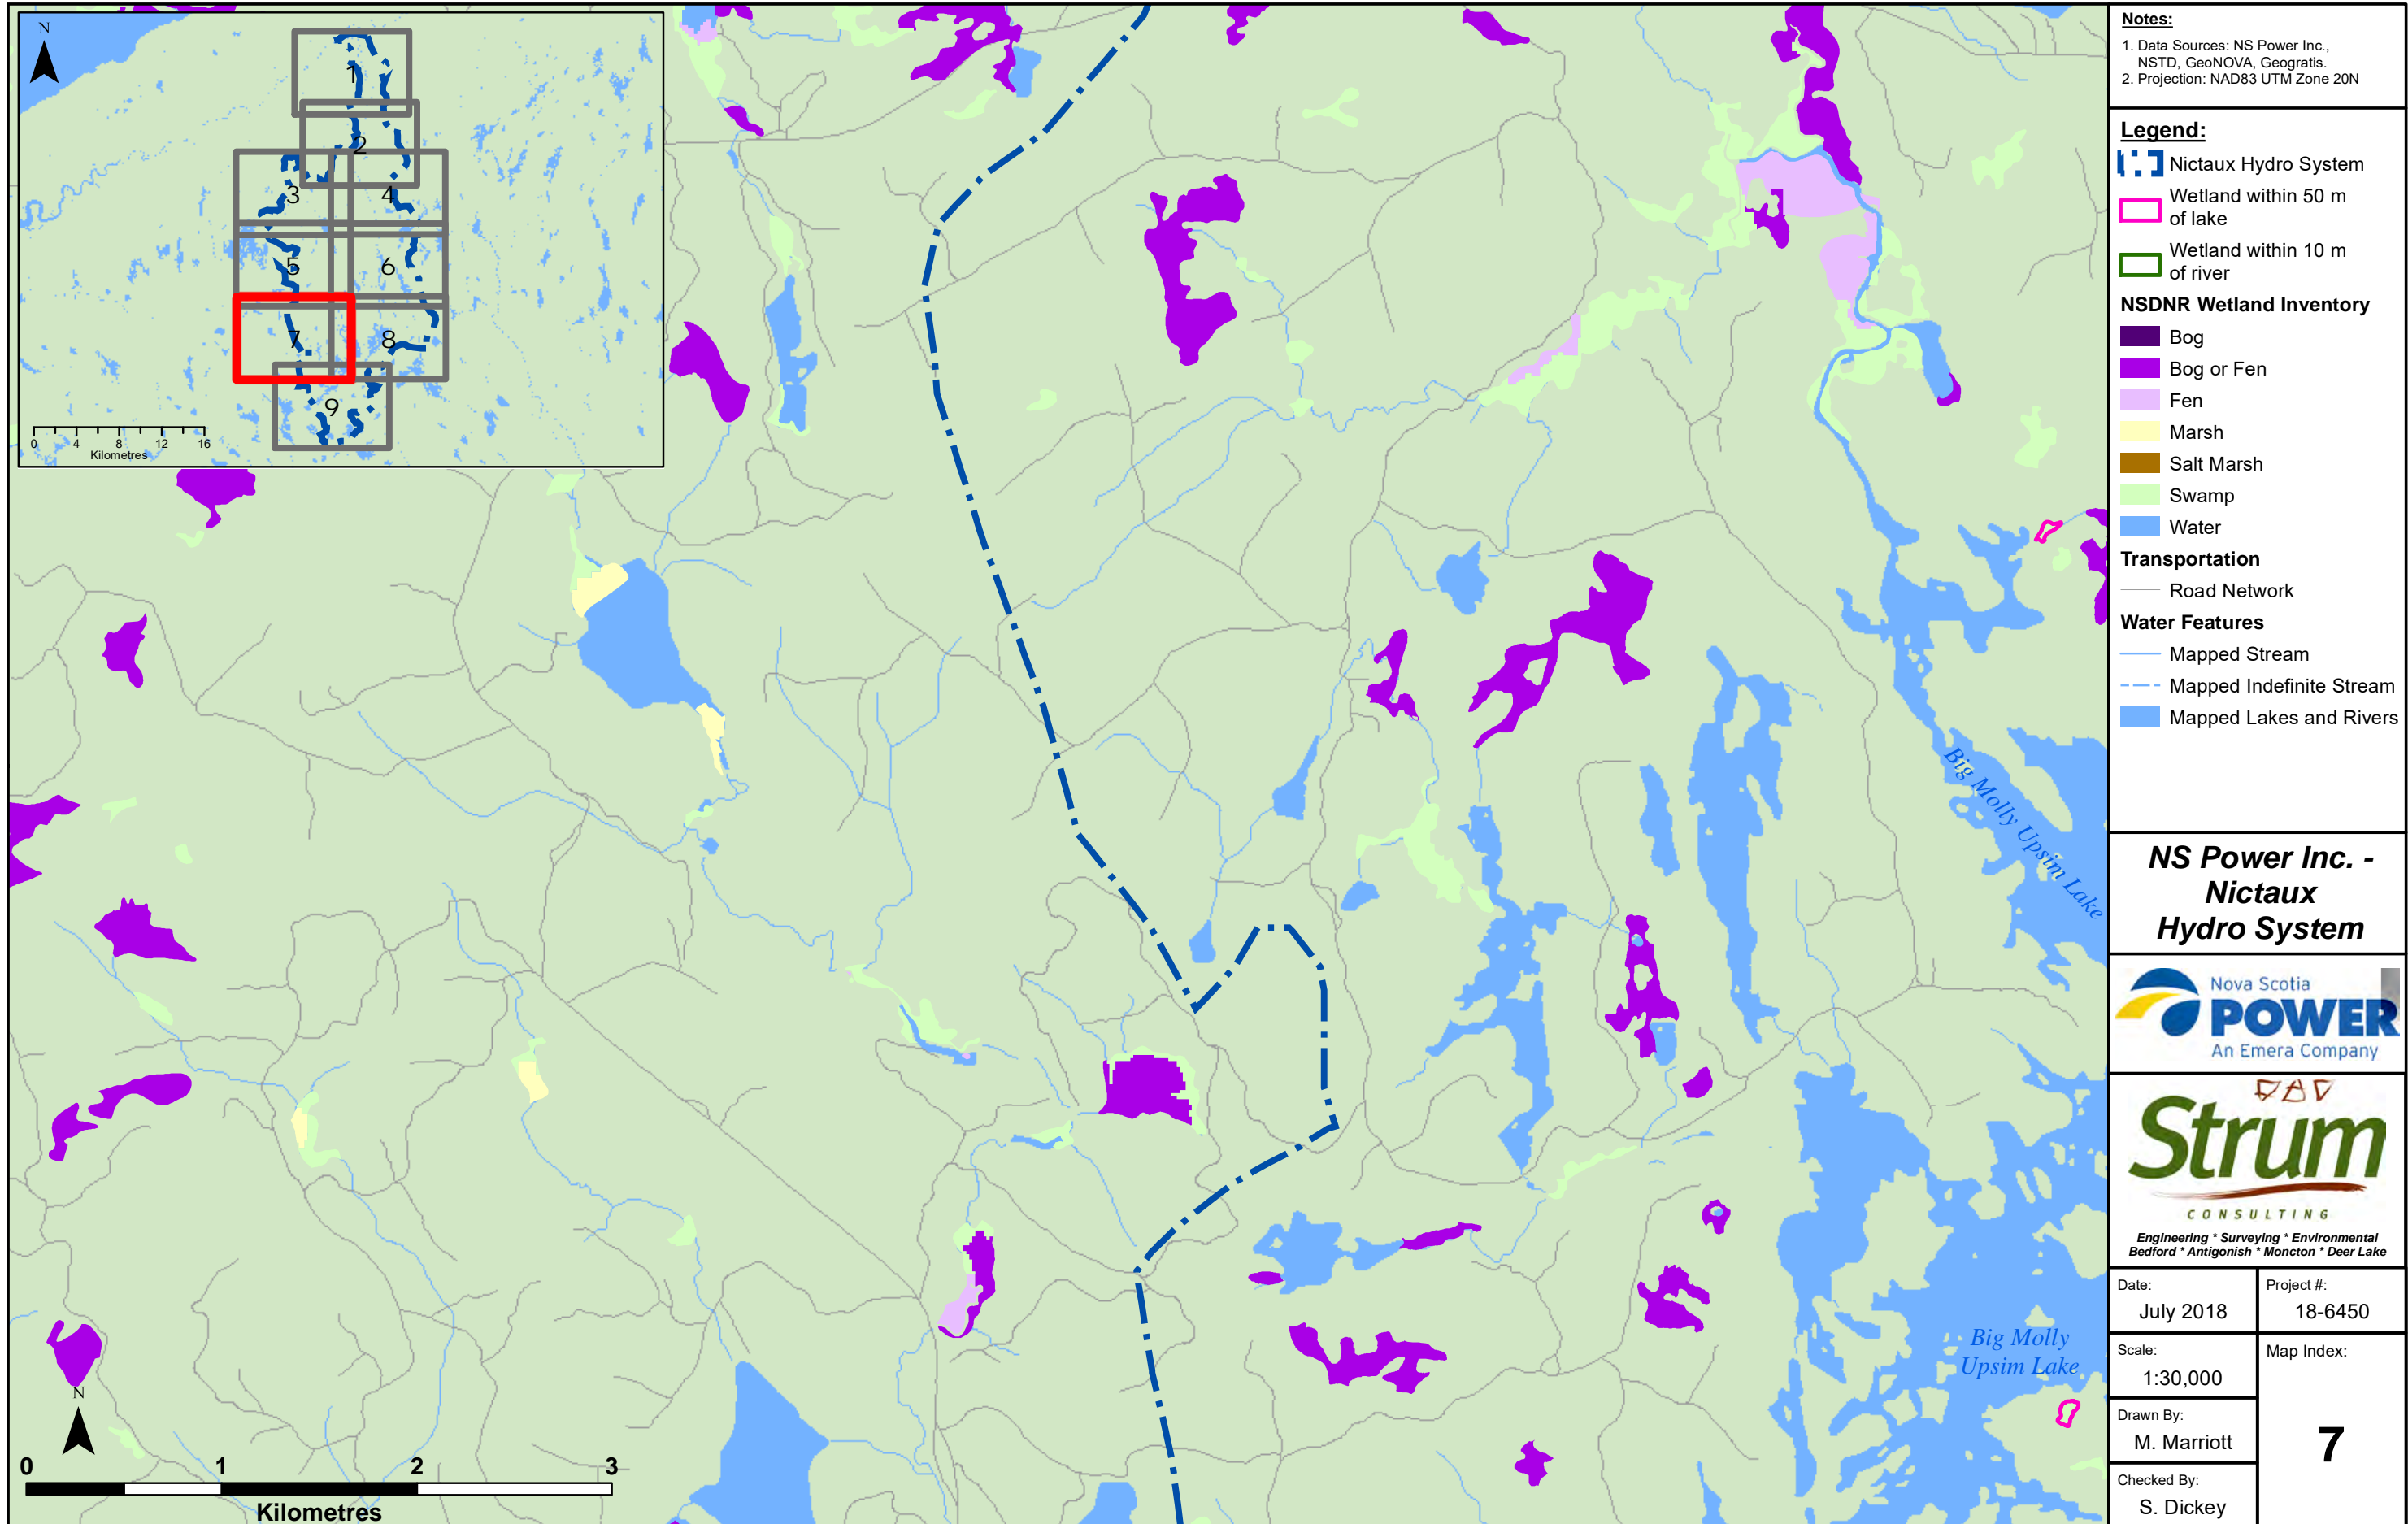 N
1
2
3
4
5
6
7
8
9
0 4 8 12 16
Kilometres
Big Molly Upsim Lake
Big Molly
Upsim Lake
N
0 1 2 3
Kilometres
Notes:
1. Data Sources: NS Power Inc.,
NSTD, GeoNOVA, Geogratis.
2. Projection: NAD83 UTM Zone 20N
Legend:
Nictaux Hydro System
Wetland within 50 m
of lake
Wetland within 10 m
of river
NSDNR Wetland Inventory
Bog
Bog or Fen
Fen
Marsh
Salt Marsh
Swamp
Water
Transportation
Road Network
Water Features
Mapped Stream
Mapped Indefinite Stream
Mapped Lakes and Rivers
NS Power Inc. -
Nictaux
Hydro System
Nova Scotia
POWER
An Emera Company
Strum
CONSULTING
Engineering * Surveying * Environmental
Bedford * Antigonish * Moncton * Deer Lake
Date:
July 2018
Project #:
18-6450
Scale:
1:30,000
Map Index:
7
Drawn By:
M. Marriott
Checked By:
S. Dickey